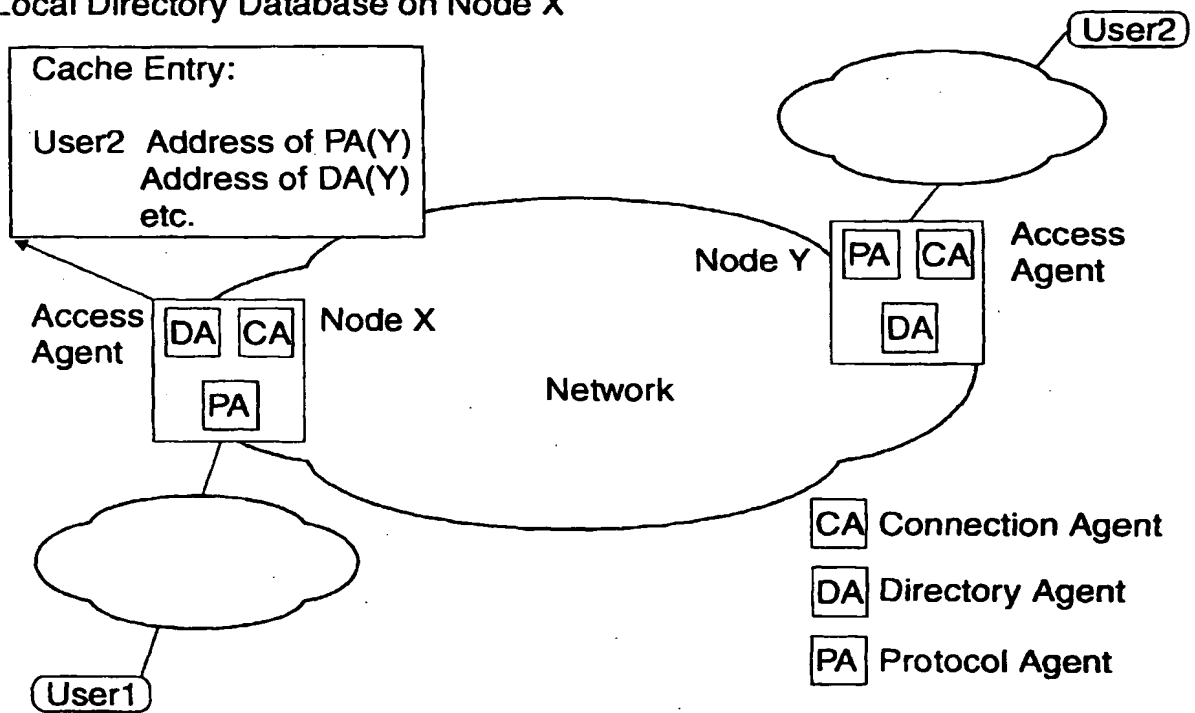 Local Directory Database on Node X
Cache Entry:
User2 Address of PA(Y)
Address of DA(Y)
etc.
User2
Node Y
PA
CA
DA
Access
Agent
Access
Agent
DA
CA
PA
Node X
Network
User1
CA Connection Agent
DA Directory Agent
PA Protocol Agent